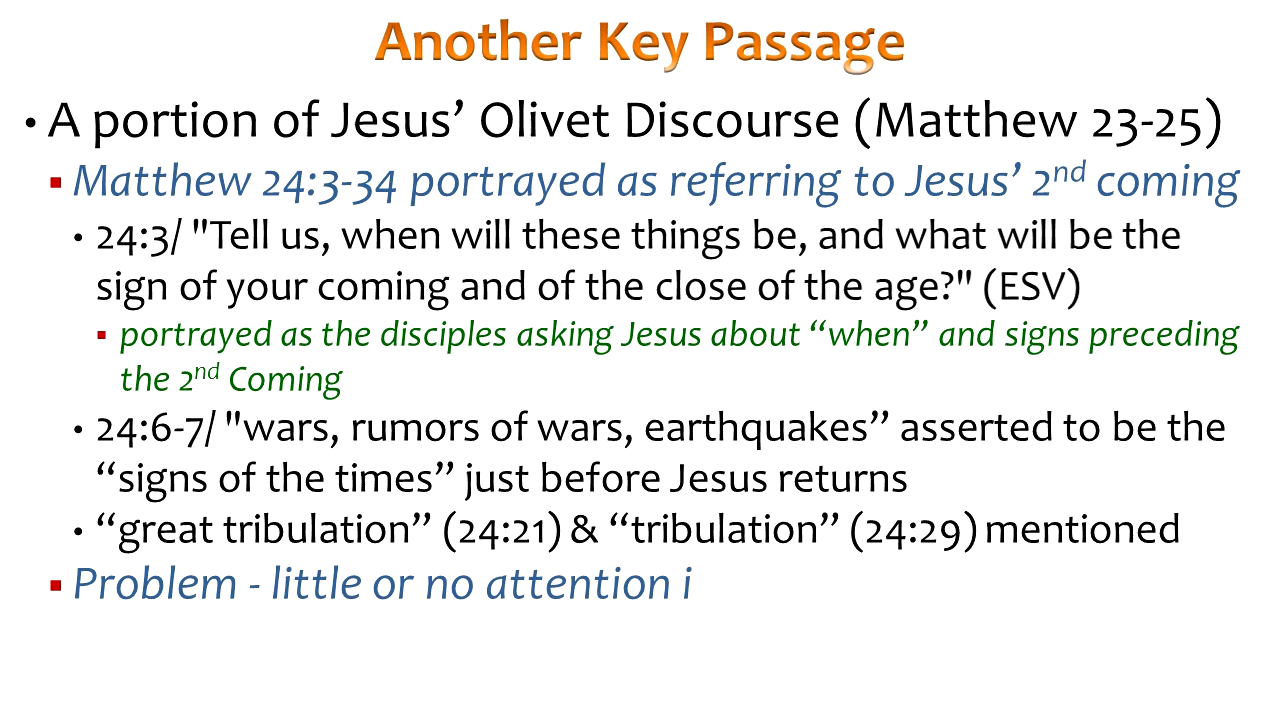 Another Key Passage
• A portion of Jesus’ Olivet Discourse (Matthew 23-25)
▪ Matthew 24:3-34 portrayed as referring to Jesus’ 2nd coming
• 24:3/ "Tell us, when will these things be, and what will be the
sign of your coming and of the close of the age?" (ESV)
▪ portrayed as the disciples asking Jesus about “when” and signs preceding
the 2nd Coming
• 24:6-7/ "wars, rumors of wars, earthquakes” asserted to be the
“signs of the times” just before Jesus returns
• “great tribulation” (24:21) & “tribulation” (24:29) mentioned
▪ Problem - little or no attention i